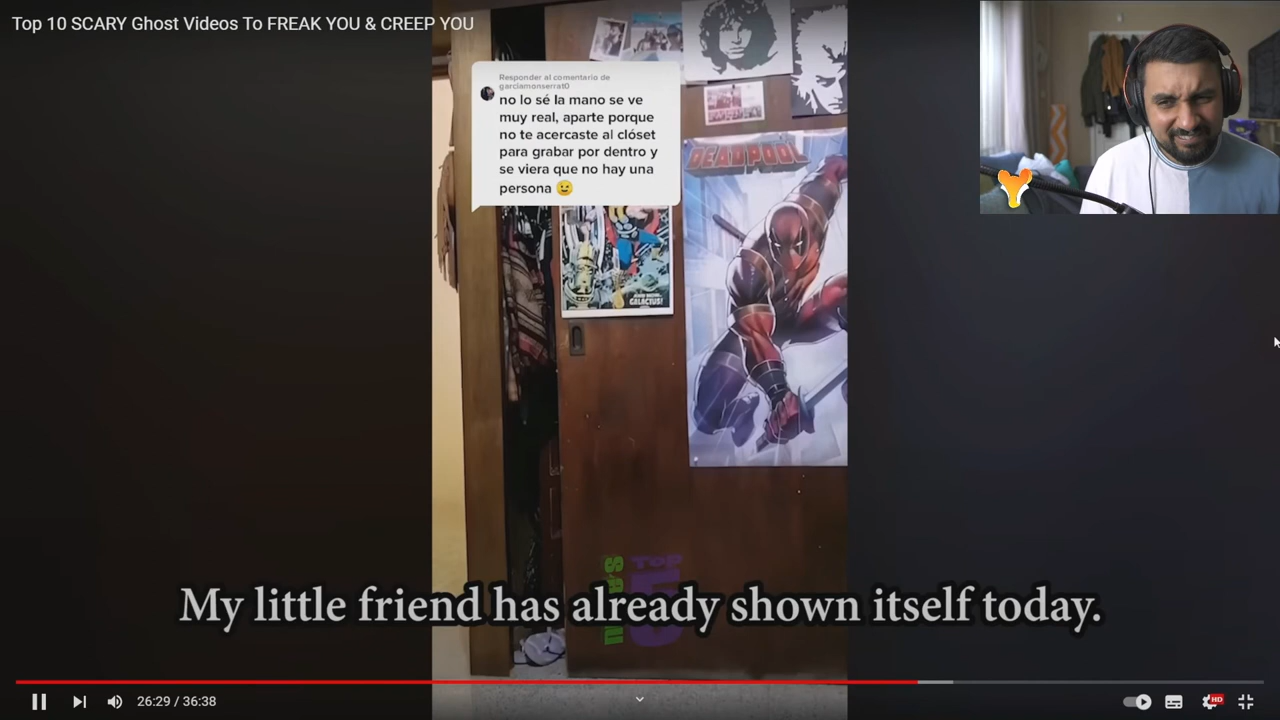 Top 10 SCARY Ghost Videos To FREAK YOU & CREEP YOU
Responder al comentario de
garciamonserrat0
no lo sé la mano se ve
muy real, aparte porque
no te acercaste al clóset
para grabar por dentro y
se viera que no hay una
persona 😉
DEADPOOL
GALACTUS!
My little friend has already shown itself today.
26:29 / 36:38
HD